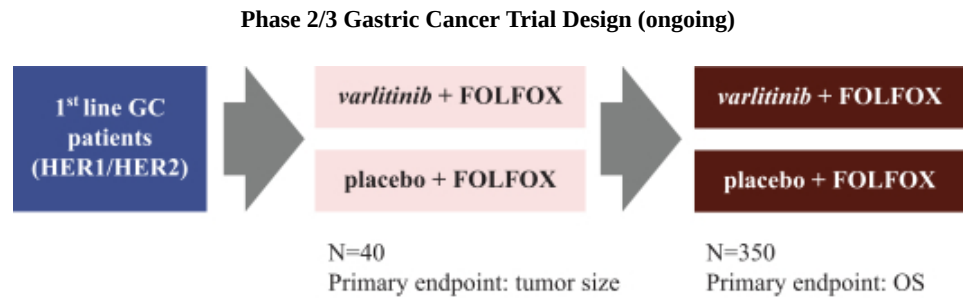 Phase 2/3 Gastric Cancer Trial Design (ongoing)
1st line GC
patients
(HER1/HER2)
varlitinib + FOLFOX
placebo + FOLFOX
N=40
Primary endpoint: tumor size
varlitinib + FOLFOX
placebo + FOLFOX
N=350
Primary endpoint: OS